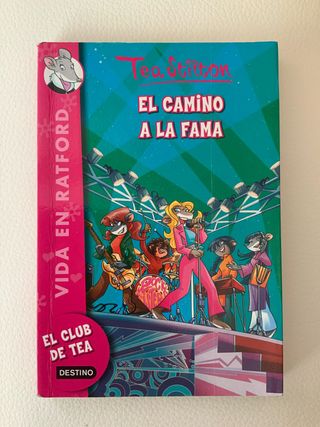 Tea Stilton
EL CAMINO
A LA FAMA
VIDA EN RATFORD
EL CLUB
DE TEA
DESTINO